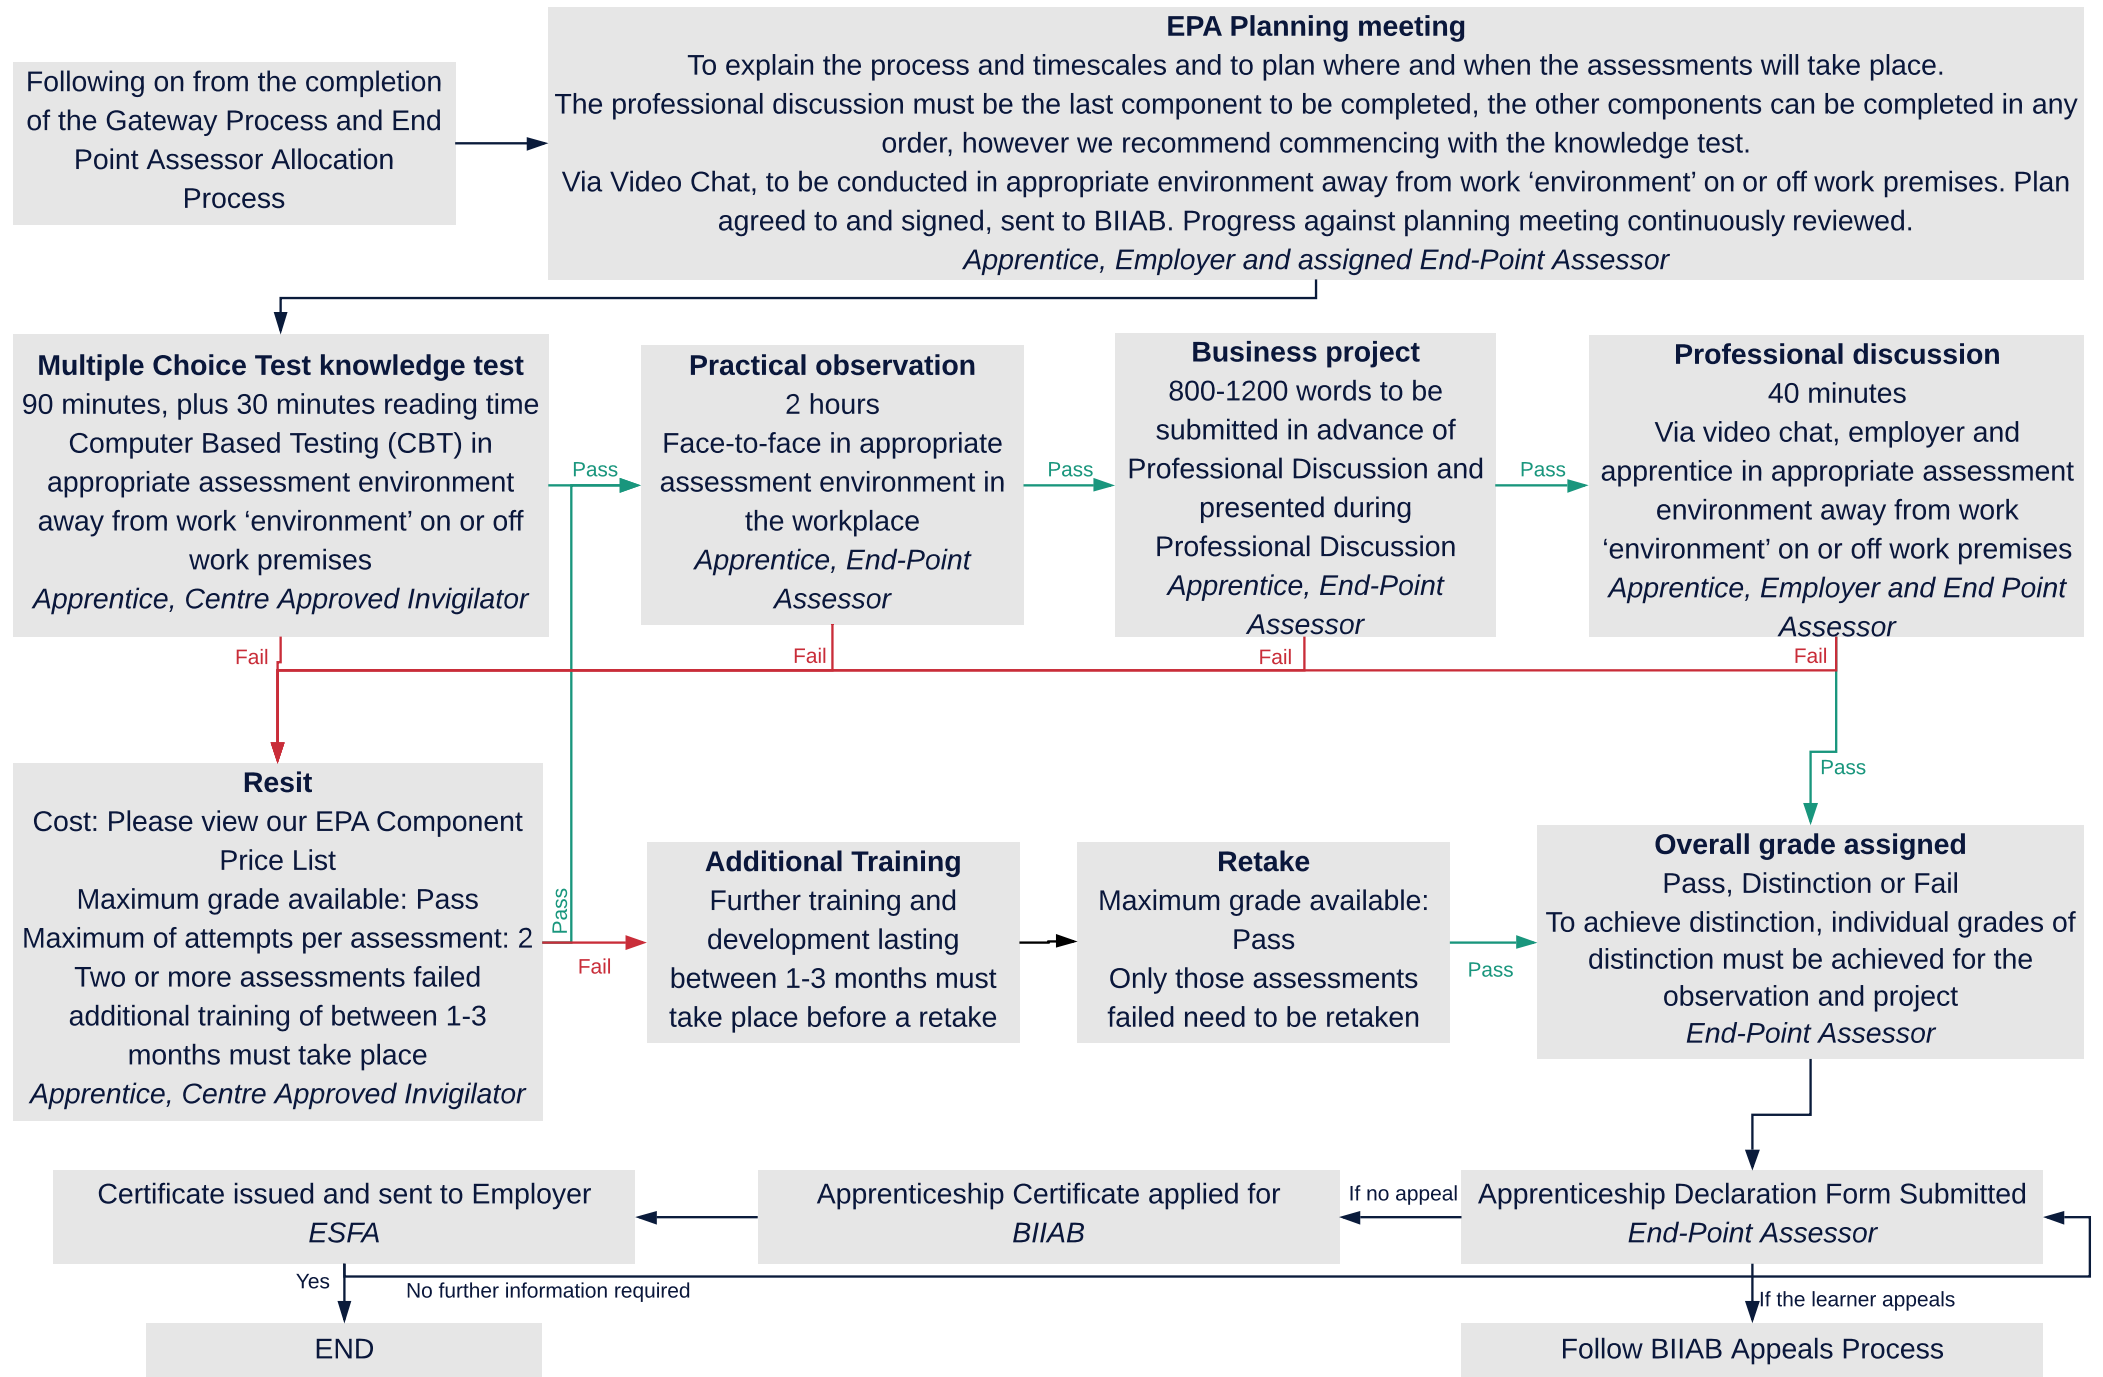 Following on from the completion
of the Gateway Process and End
Point Assessor Allocation
Process
EPA Planning meeting
To explain the process and timescales and to plan where and when the assessments will take place.
The professional discussion must be the last component to be completed, the other components can be completed in any
order, however we recommend commencing with the knowledge test.
Via Video Chat, to be conducted in appropriate environment away from work ‘environment’ on or off work premises. Plan
agreed to and signed, sent to BIIAB. Progress against planning meeting continuously reviewed.
Apprentice, Employer and assigned End-Point Assessor
Multiple Choice Test knowledge test
90 minutes, plus 30 minutes reading time
Computer Based Testing (CBT) in
appropriate assessment environment
away from work ‘environment’ on or off
work premises
Apprentice, Centre Approved Invigilator
Pass
Practical observation
2 hours
Face-to-face in appropriate
assessment environment in
the workplace
Apprentice, End-Point
Assessor
Pass
Business project
800-1200 words to be
submitted in advance of
Professional Discussion and
presented during
Professional Discussion
Apprentice, End-Point
Assessor
Pass
Professional discussion
40 minutes
Via video chat, employer and
apprentice in appropriate assessment
environment away from work
‘environment’ on or off work premises
Apprentice, Employer and End Point
Assessor
Fail
Fail
Fail
Fail
Pass
Resit
Cost: Please view our EPA Component
Price List
Maximum grade available: Pass
Maximum of attempts per assessment: 2
Two or more assessments failed
additional training of between 1-3
months must take place
Apprentice, Centre Approved Invigilator
Pass
Fail
Additional Training
Further training and
development lasting
between 1-3 months must
take place before a retake
Retake
Maximum grade available:
Pass
Only those assessments
failed need to be retaken
Pass
Overall grade assigned
Pass, Distinction or Fail
To achieve distinction, individual grades of
distinction must be achieved for the
observation and project
End-Point Assessor
Certificate issued and sent to Employer
ESFA
Apprenticeship Certificate applied for
BIIAB
If no appeal
Apprenticeship Declaration Form Submitted
End-Point Assessor
Yes
No further information required
If the learner appeals
END
Follow BIIAB Appeals Process